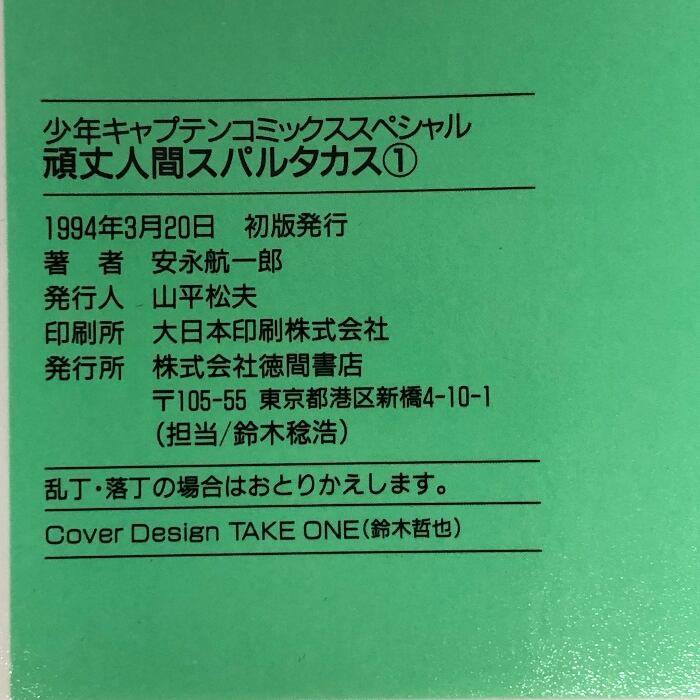 少年キャプテンコミックススペシャル
頑丈人間スパルタカス①
1994年3月20日 初版発行
著 者 安永航一郎
発行人 山平松夫
印刷所 大日本印刷株式会社
発行所 株式会社徳間書店
〒105-55 東京都港区新橋4-10-1
(担当/鈴木稔浩)
乱丁・落丁の場合はおとりかえします。
Cover Design TAKE ONE(鈴木哲也)